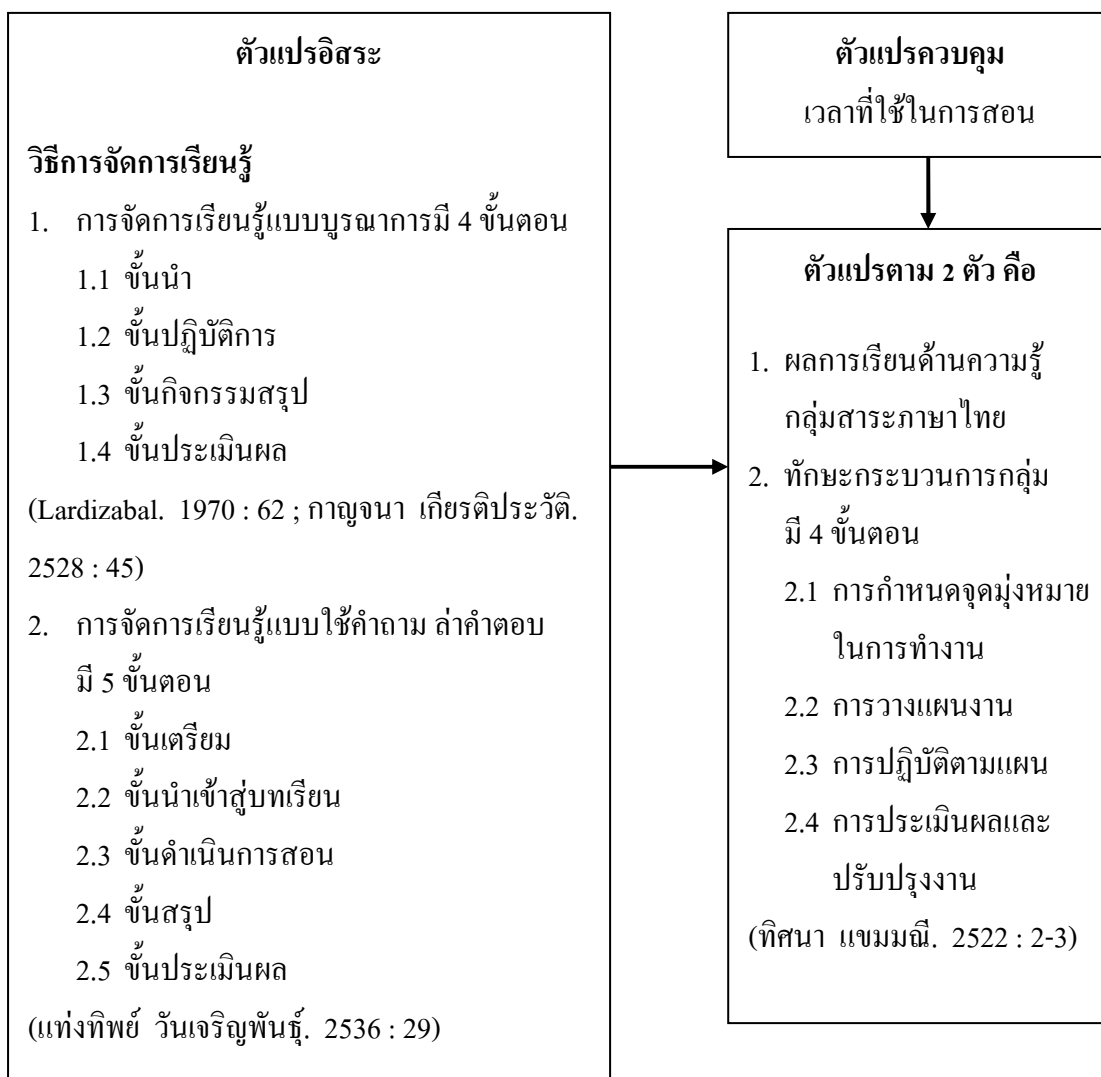 ตัวแปรอิสระ
วิธีการจัดการเรียนรู้
1. การจัดการเรียนรู้แบบบูรณาการมี 4 ขั้นตอน
1.1 ขั้นนำ
1.2 ขั้นปฏิบัติการ
1.3 ขั้นกิจกรรมสรุป
1.4 ขั้นประเมินผล
(Lardizabal. 1970 : 62 ; กาญจนา เกียรติประวัติ.
2528 : 45)
2. การจัดการเรียนรู้แบบใช้คำถาม ล่าคำตอบ
มี 5 ขั้นตอน
2.1 ขั้นเตรียม
2.2 ขั้นนำเข้าสู่บทเรียน
2.3 ขั้นดำเนินการสอน
2.4 ขั้นสรุป
2.5 ขั้นประเมินผล
(แท่งทิพย์ วันเจริญพันธุ์. 2536 : 29)
ตัวแปรควบคุม
เวลาที่ใช้ในการสอน
ตัวแปรตาม 2 ตัว คือ
1. ผลการเรียนด้านความรู้
กลุ่มสาระภาษาไทย
2. ทักษะกระบวนการกลุ่ม
มี 4 ขั้นตอน
2.1 การกำหนดจุดมุ่งหมาย
ในการทำงาน
2.2 การวางแผนงาน
2.3 การปฏิบัติตามแผน
2.4 การประเมินผลและ
ปรับปรุงงาน
(ทิศนา แขมมณี. 2522 : 2-3)